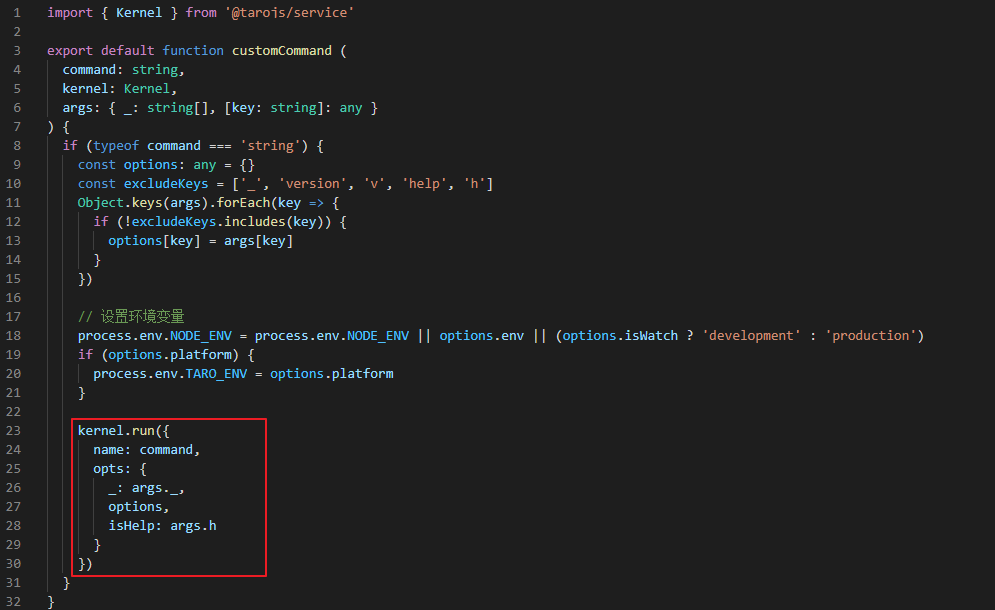 1 import { Kernel } from '@tarojs/service'
2
3 export default function customCommand (
4   command: string,
5   kernel: Kernel,
6   args: { _: string[], [key: string]: any }
7 ) {
8   if (typeof command === 'string') {
9     const options: any = {}
10     const excludeKeys = ['_', 'version', 'v', 'help', 'h']
11     Object.keys(args).forEach(key => {
12       if (!excludeKeys.includes(key)) {
13         options[key] = args[key]
14       }
15     })
16
17     // 设置环境变量
18     process.env.NODE_ENV = process.env.NODE_ENV || options.env || (options.isWatch ? 'development' : 'production')
19     if (options.platform) {
20       process.env.TARO_ENV = options.platform
21     }
22
23     kernel.run({
24       name: command,
25       opts: {
26         _: args._,
27         options,
28         isHelp: args.h
29       }
30     })
31   }
32 }